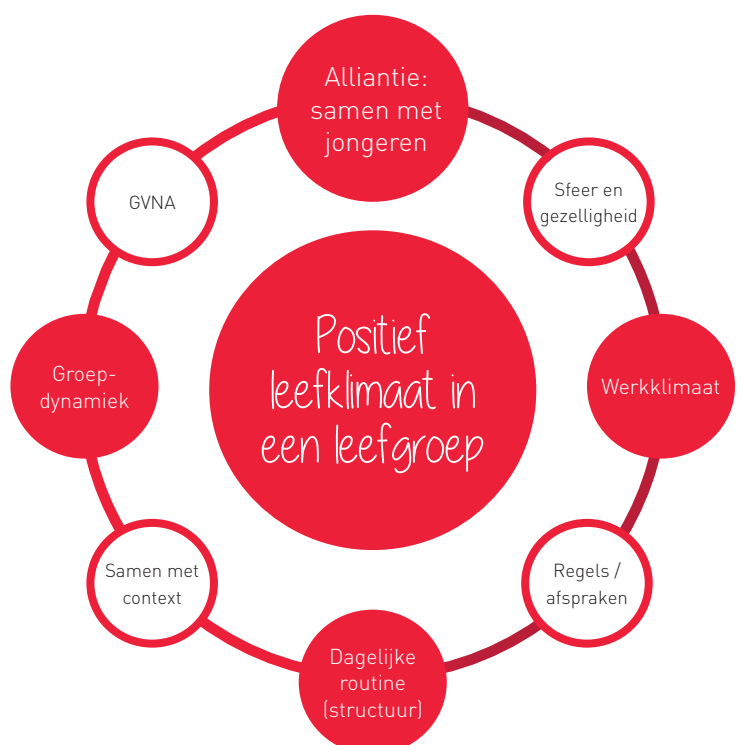 Alliantie:
samen met
jongeren
Sfeer en
gezelligheid
Werkklimaat
Regels /
afspraken
Dagelijke
routine
(structuur)
Samen met
context
Groep-
dynamiek
GVNA
Positief
leefklimaat in
een leefgroep